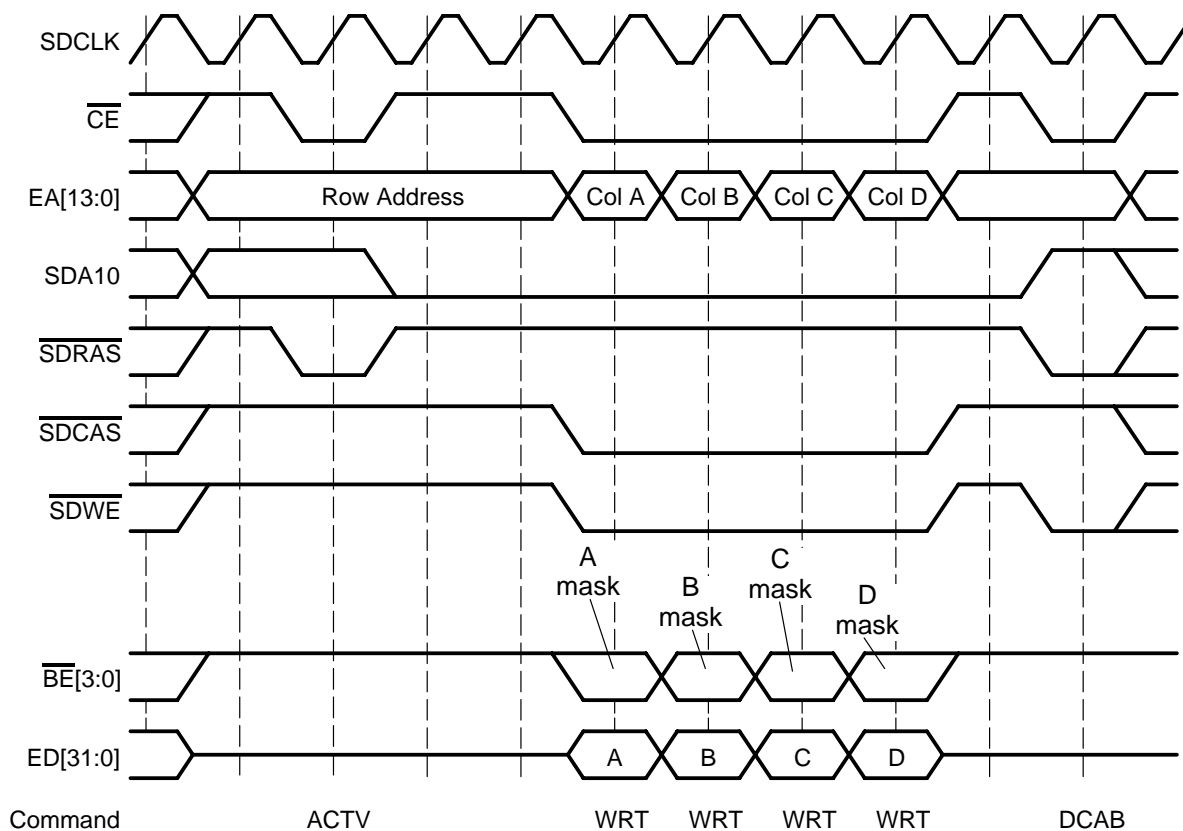 SDCLK
CE
EA[13:0]
Row Address
Col A
Col B
Col C
Col D
SDA10
SDRAS
SDCAS
SDWE
A
mask
B
mask
C
mask
D
mask
BE[3:0]
ED[31:0]
A
B
C
D
Command
ACTV
WRT
WRT
WRT
WRT
DCAB